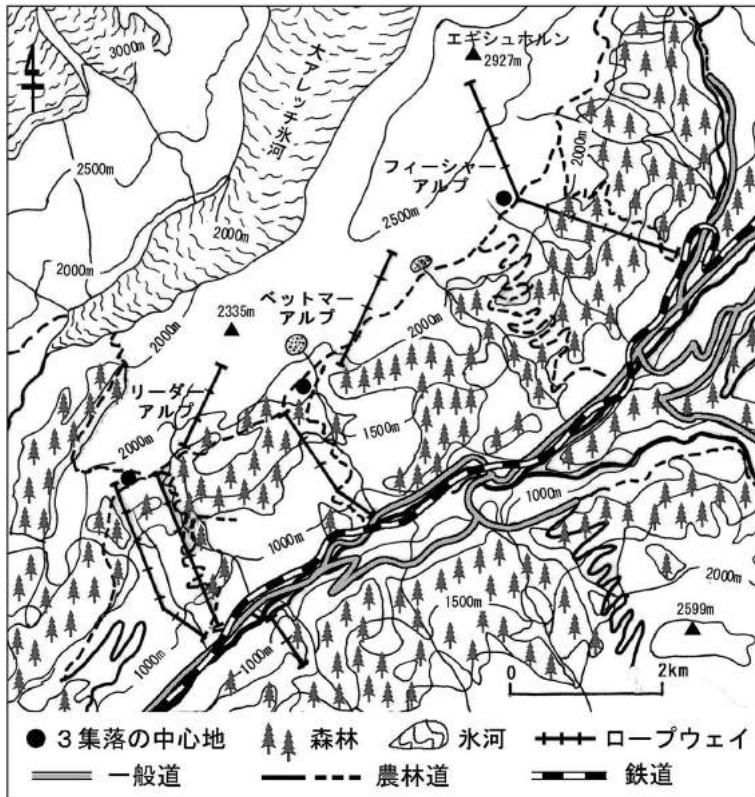 3000m
エギシュホルン
2927m
大アレッチ氷河
2500m
フィーシャー
アルプ
2000m
2500m
2000m
2000m
ベットマー
アルプ
2335m
2000m
2000m
リーダー
アルプ
1500m
2000m
1000m
1000m
2000m
1500m
2599m
1000m
1000m
0
2km
3集落の中心地
森林
氷河
ロープウェイ
一般道
農林道
鉄道